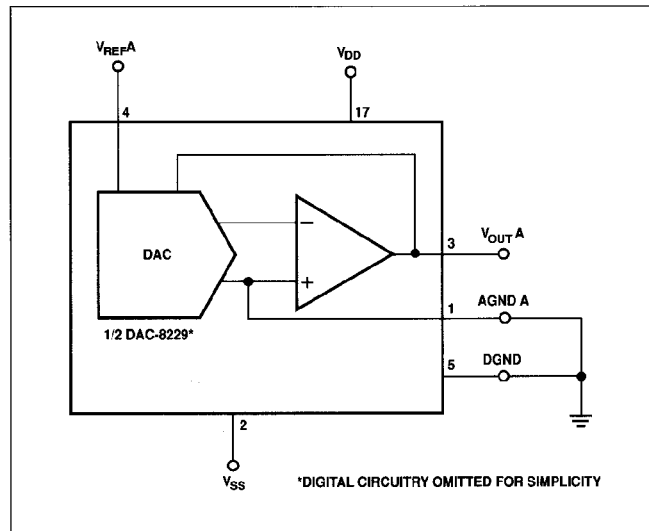 VREFA
VDD
4
17
DAC
−
+
3
VOUT A
1
AGND A
1/2 DAC-8229*
5
DGND
2
VSS
*DIGITAL CIRCUITRY OMITTED FOR SIMPLICITY